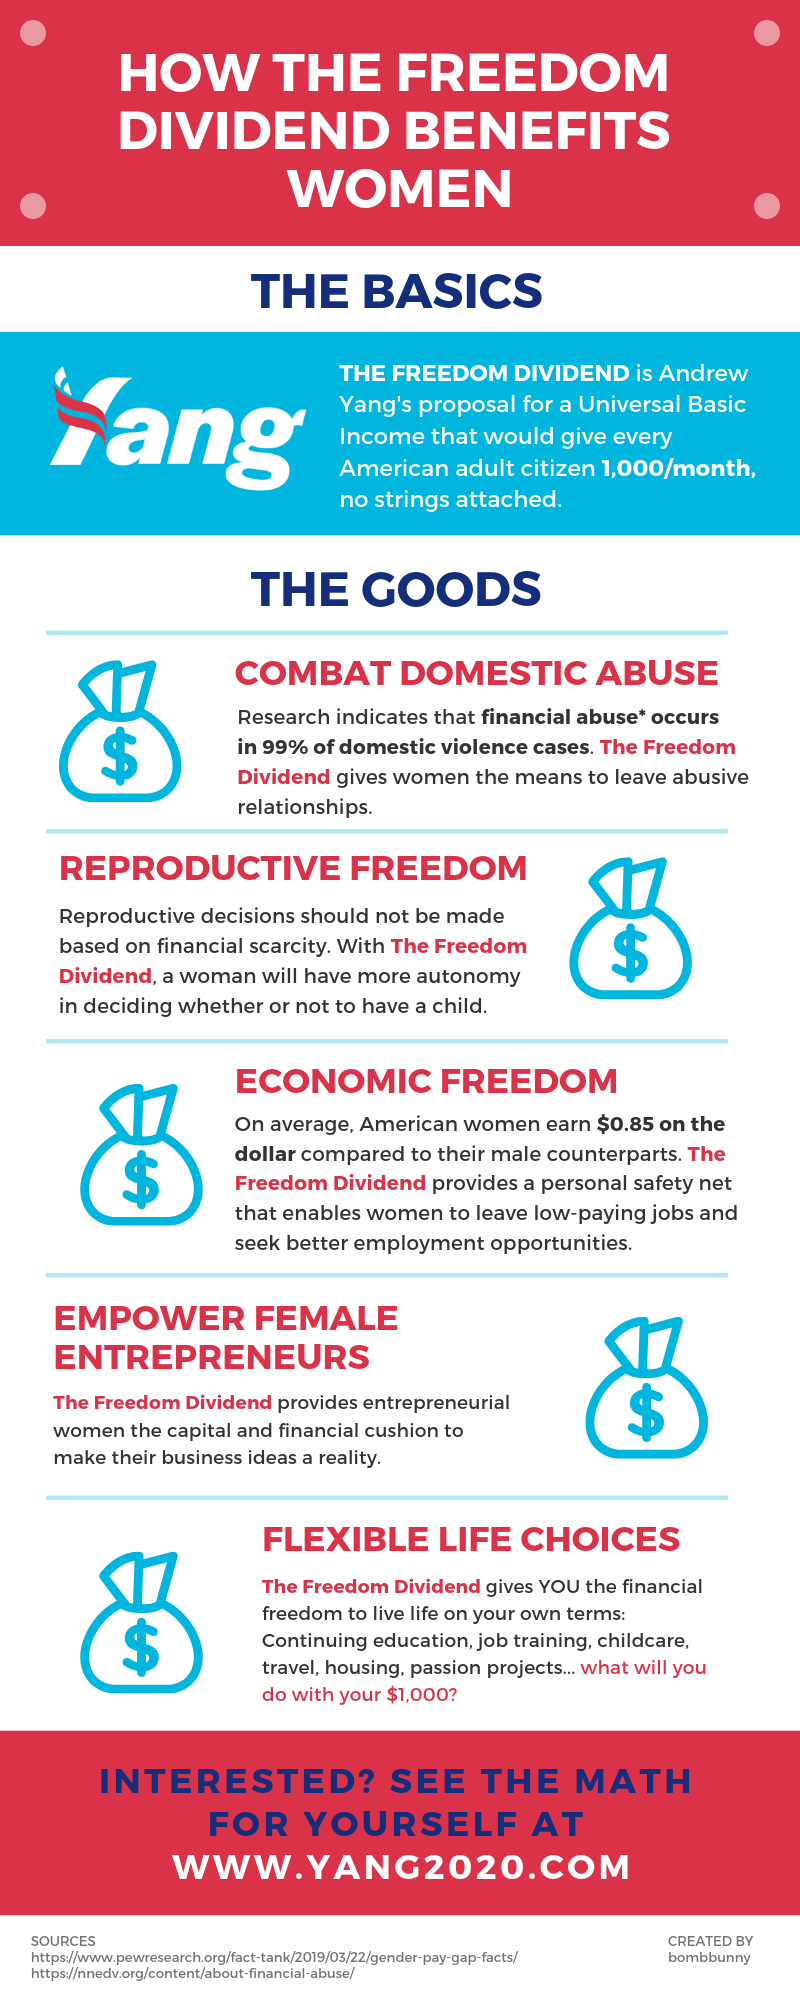 HOW THE FREEDOM
DIVIDEND BENEFITS
WOMEN
THE BASICS
Yang
THE FREEDOM DIVIDEND is Andrew
Yang's proposal for a Universal Basic
Income that would give every
American adult citizen 1,000/month,
no strings attached.
THE GOODS
$
COMBAT DOMESTIC ABUSE
Research indicates that financial abuse* occurs
in 99% of domestic violence cases. The Freedom
Dividend gives women the means to leave abusive
relationships.
REPRODUCTIVE FREEDOM
Reproductive decisions should not be made
based on financial scarcity. With The Freedom
Dividend, a woman will have more autonomy
in deciding whether or not to have a child.
$
ECONOMIC FREEDOM
On average, American women earn $0.85 on the
dollar compared to their male counterparts. The
Freedom Dividend provides a personal safety net
that enables women to leave low-paying jobs and
seek better employment opportunities.
$
EMPOWER FEMALE
ENTREPRENEURS
The Freedom Dividend provides entrepreneurial
women the capital and financial cushion to
make their business ideas a reality.
$
FLEXIBLE LIFE CHOICES
The Freedom Dividend gives YOU the financial
freedom to live life on your own terms:
Continuing education, job training, childcare,
travel, housing, passion projects... what will you
do with your $1,000?
$
INTERESTED? SEE THE MATH
FOR YOURSELF AT
WWW.YANG2020.COM
SOURCES
https://www.pewresearch.org/fact-tank/2019/03/22/gender-pay-gap-facts/
https://nnedv.org/content/about-financial-abuse/
CREATED BY
bombbunny